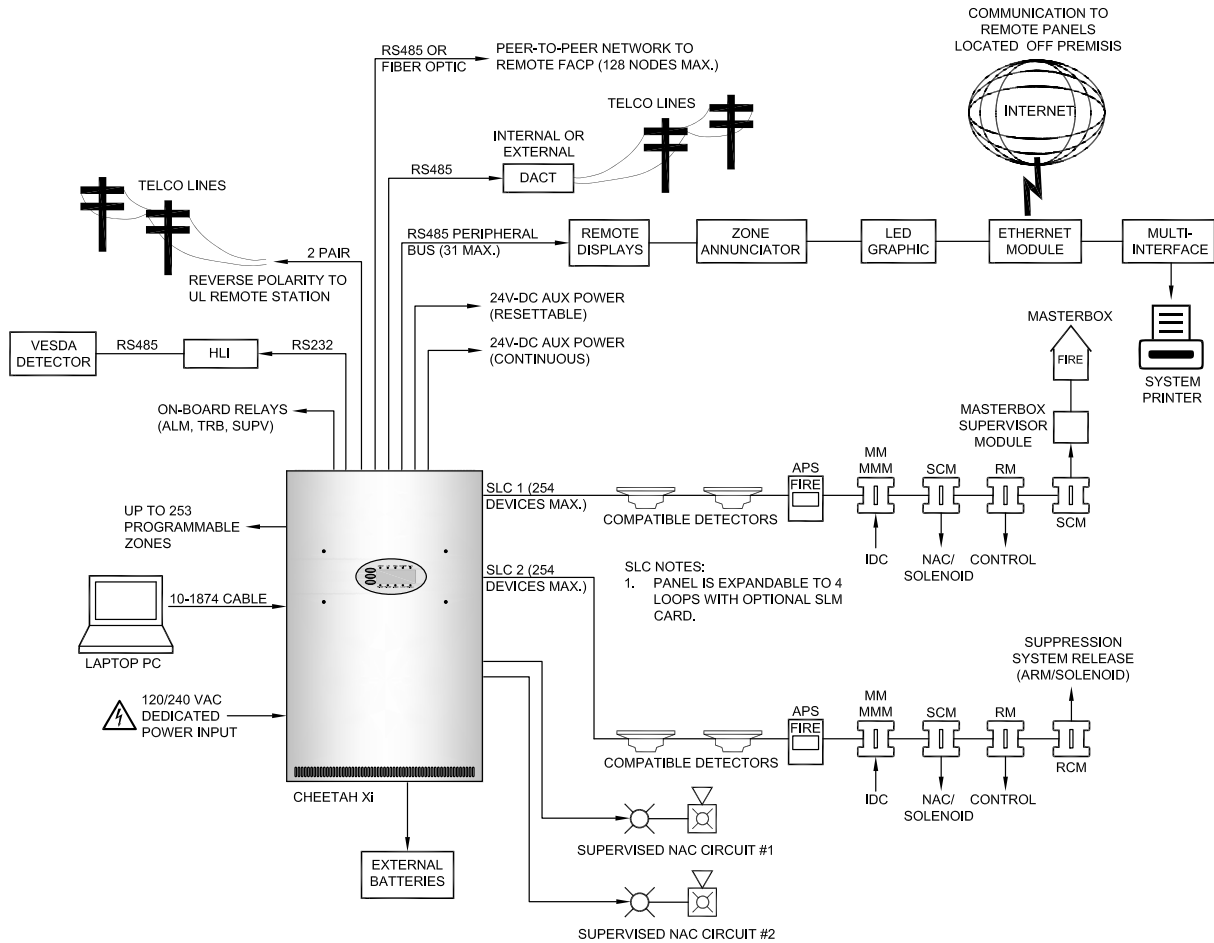 COMMUNICATION TO
REMOTE PANELS
LOCATED OFF PREMISIS
INTERNET
RS485 OR
FIBER OPTIC
PEER-TO-PEER NETWORK TO
REMOTE FACP (128 NODES MAX.)
TELCO LINES
INTERNAL OR
EXTERNAL
RS485
DACT
TELCO LINES
2 PAIR
REVERSE POLARITY TO
UL REMOTE STATION
RS485 PERIPHERAL
BUS (31 MAX.)
REMOTE
DISPLAYS
ZONE
ANNUNCIATOR
LED
GRAPHIC
ETHERNET
MODULE
MULTI-
INTERFACE
24V-DC AUX POWER
(RESETTABLE)
24V-DC AUX POWER
(CONTINUOUS)
VESDA
DETECTOR
RS485
HLI
RS232
MASTERBOX
FIRE
SYSTEM
PRINTER
ON-BOARD RELAYS
(ALM, TRB, SUPV)
MASTERBOX
SUPERVISOR
MODULE
SLC 1 (254
DEVICES MAX.)
COMPATIBLE DETECTORS
APS
FIRE
MM
MMM
SCM
RM
SCM
IDC
NAC/
SOLENOID
CONTROL
UP TO 253
PROGRAMMABLE
ZONES
SLC 2 (254
DEVICES MAX.)
SLC NOTES:
1. PANEL IS EXPANDABLE TO 4
LOOPS WITH OPTIONAL SLM
CARD.
10-1874 CABLE
LAPTOP PC
120/240 VAC
DEDICATED
POWER INPUT
SUPPRESSION
SYSTEM RELEASE
(ARM/SOLENOID)
COMPATIBLE DETECTORS
APS
FIRE
MM
MMM
SCM
RM
RCM
IDC
NAC/
SOLENOID
CONTROL
CHEETAH Xi
EXTERNAL
BATTERIES
SUPERVISED NAC CIRCUIT #1
SUPERVISED NAC CIRCUIT #2